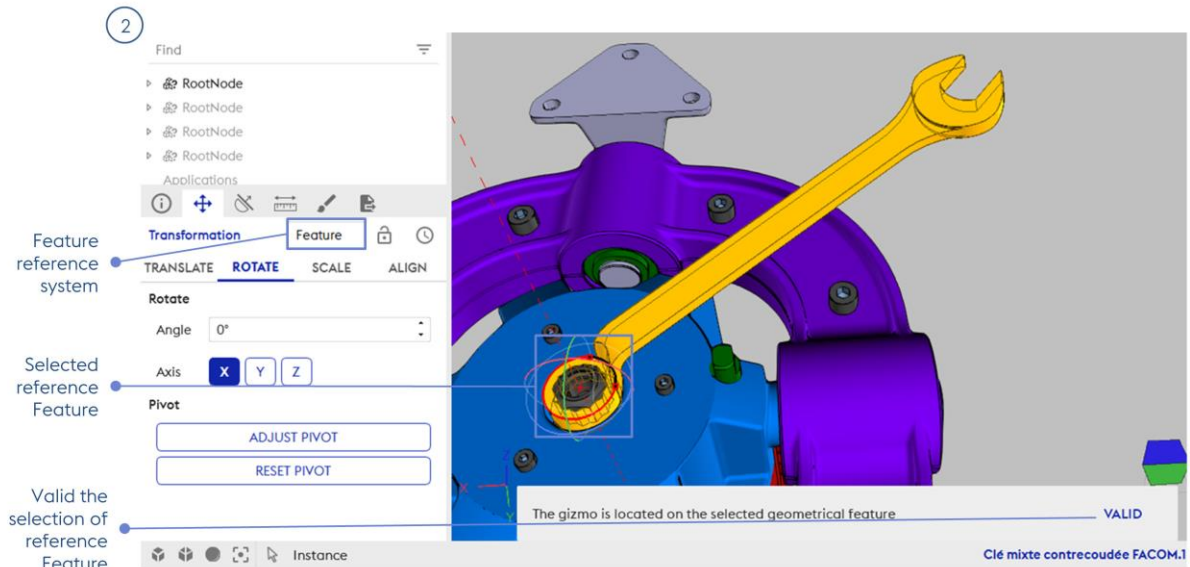 2
Find
RootNode
RootNode
RootNode
RootNode
Applications
Feature
reference
system
Transformation Feature
TRANSLATE ROTATE SCALE ALIGN
Rotate
Angle 0°
Selected
reference
Feature
Axis X Y Z
Pivot
ADJUST PIVOT
RESET PIVOT
Valid the
selection of
reference
Feature
Z
X
Y
The gizmo is located on the selected geometrical feature VALID
Instance
Clé mixte contrecoudée FACOM.1